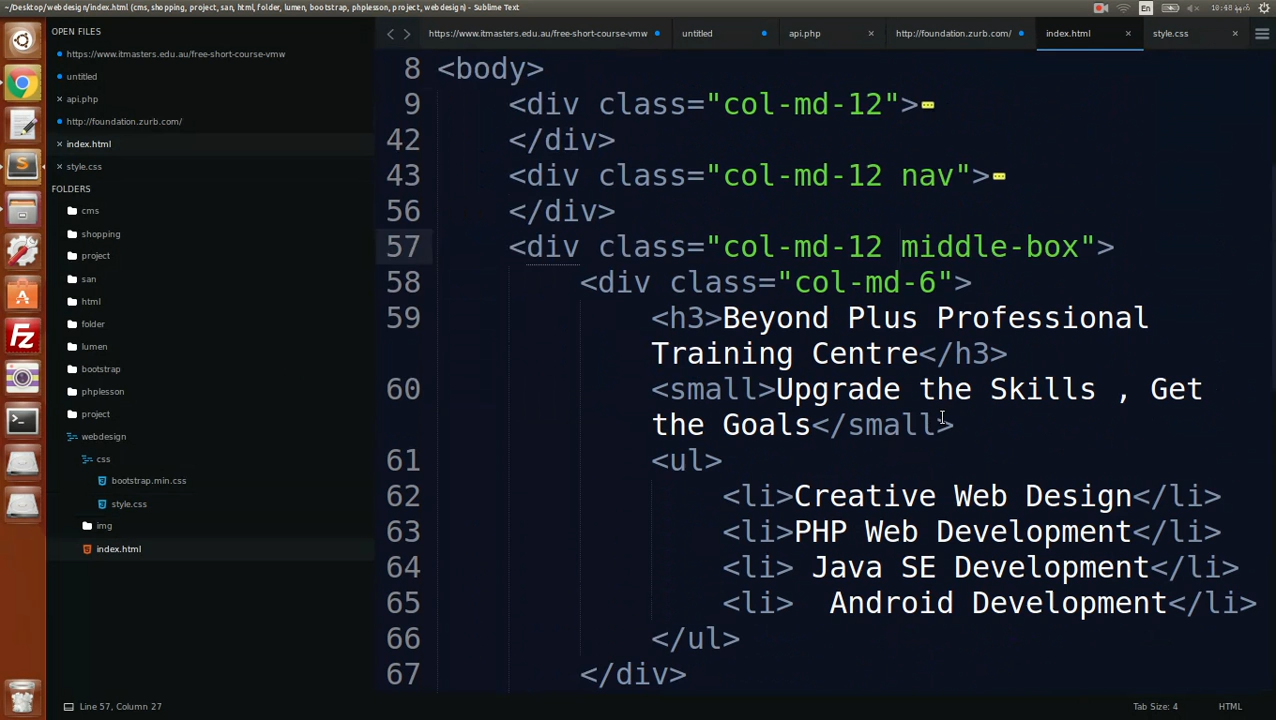 ~/Desktop/webdesign/index.html (cms, shopping, project, san, html, folder, lumen, bootstrap, phplesson, project, webdesign) - Sublime Text
En
10:48
OPEN FILES
https://www.itmasters.edu.au/free-short-course-vmw
untitled
api.php
http://foundation.zurb.com/
index.html
style.css
FOLDERS
cms
shopping
project
san
html
folder
lumen
bootstrap
phplesson
project
webdesign
css
bootstrap.min.css
style.css
img
index.html
https://www.itmasters.edu.au/free-short-course-vmw
untitled
api.php
http://foundation.zurb.com/
index.html
style.css
8 <body>
9 <div class="col-md-12">
42 </div>
43 <div class="col-md-12 nav">
56 </div>
57 <div class="col-md-12 middle-box">
58 <div class="col-md-6">
59 <h3>Beyond Plus Professional
Training Centre</h3>
60 <small>Upgrade the Skills , Get
the Goals</small>
61 <ul>
62 <li>Creative Web Design</li>
63 <li>PHP Web Development</li>
64 <li> Java SE Development</li>
65 <li>  Android Development</li>
66 </ul>
67 </div>
Line 57, Column 27
Tab Size: 4
HTML